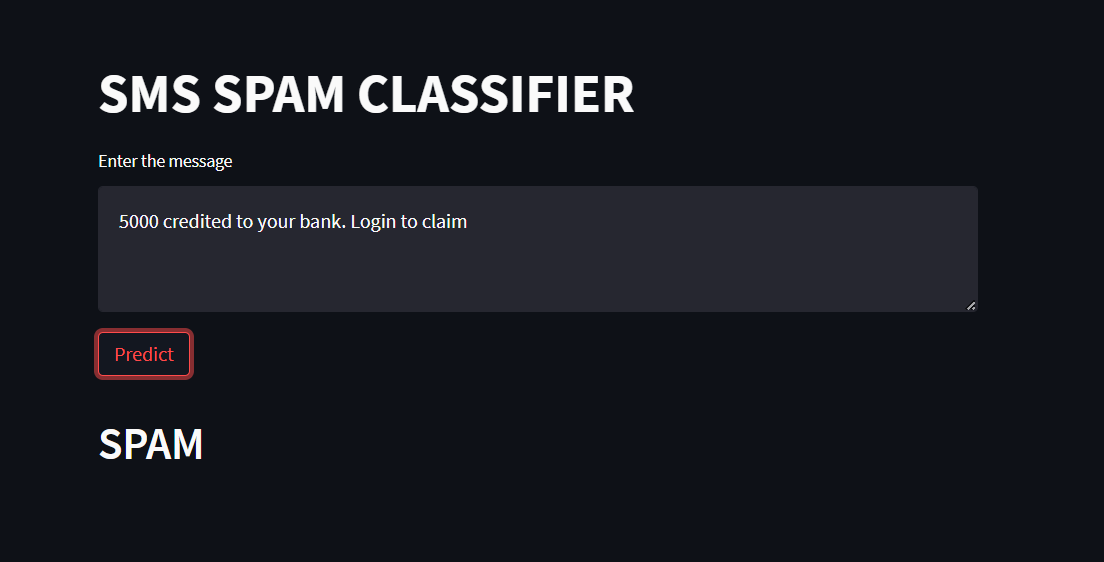 SMS SPAM CLASSIFIER
Enter the message
5000 credited to your bank. Login to claim
Predict
SPAM